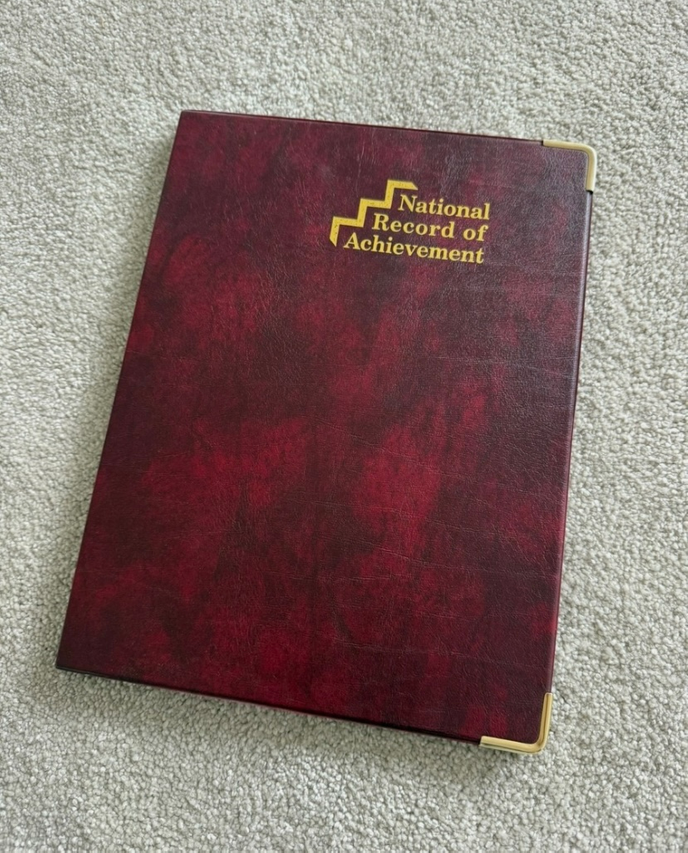 National
Record of
Achievement